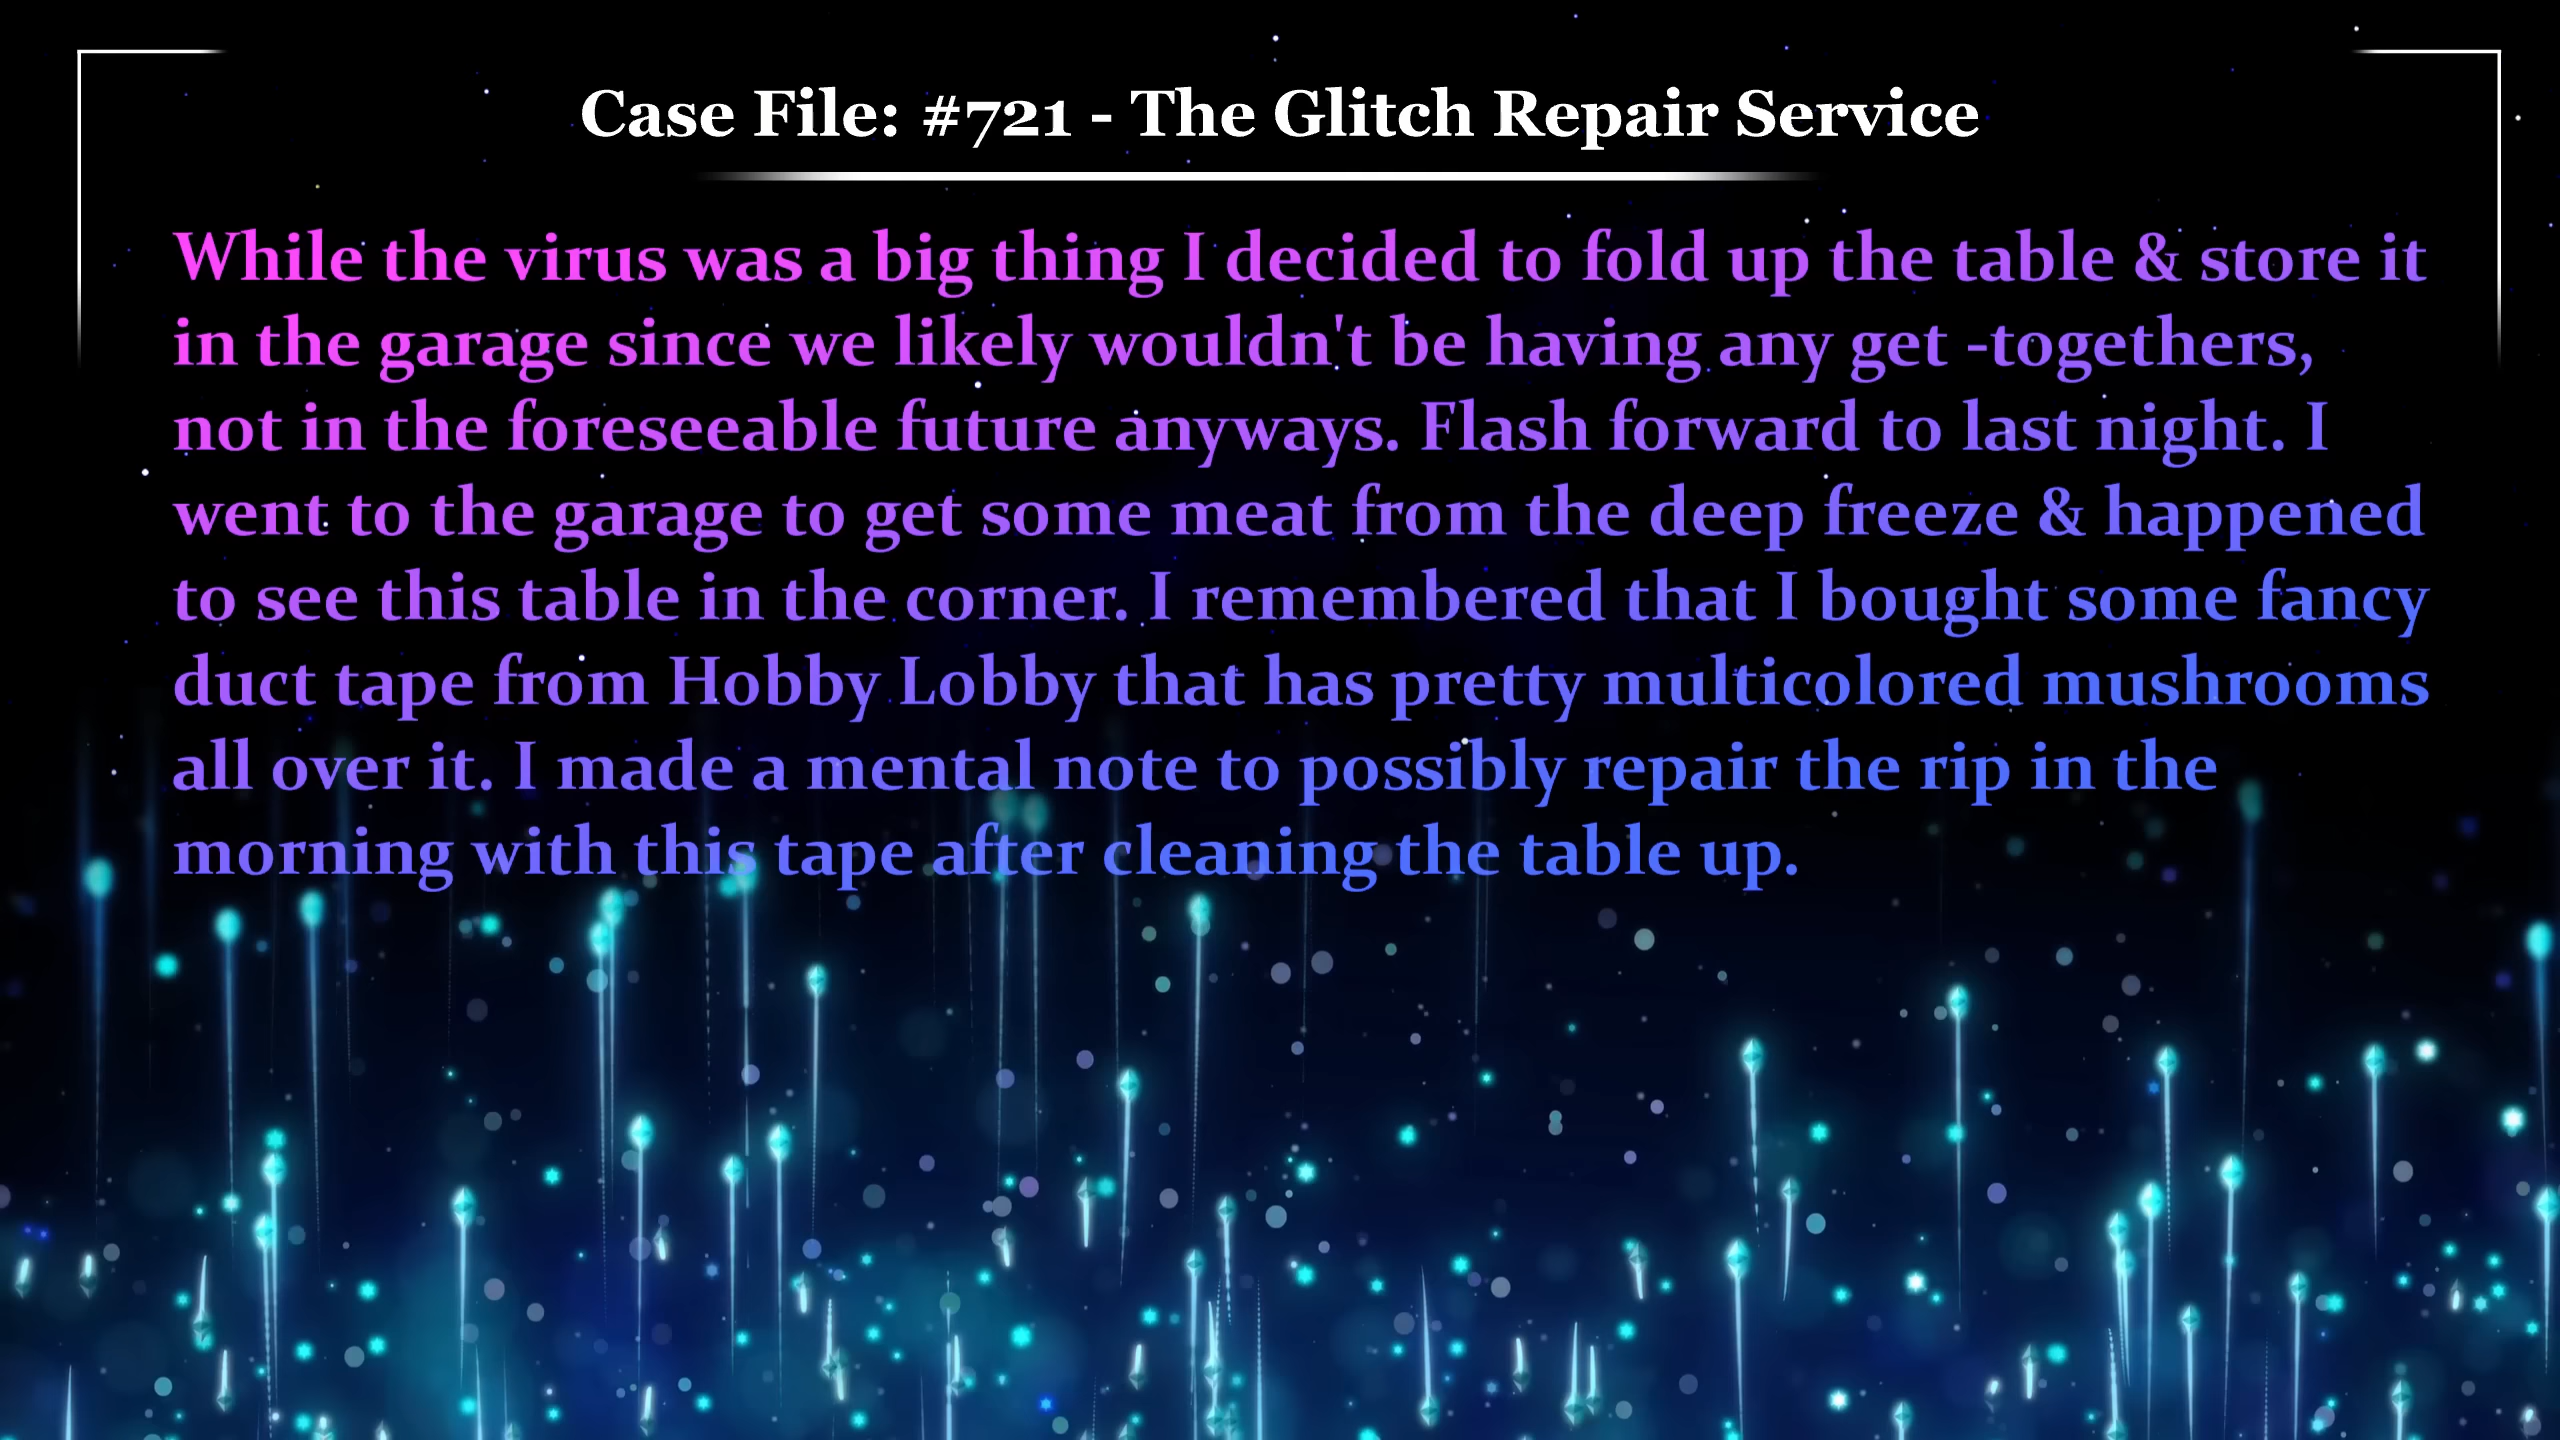 Case File: #721 - The Glitch Repair Service
While the virus was a big thing I decided to fold up the table & store it
in the garage since we likely wouldn't be having any get -togethers,
not in the foreseeable future anyways. Flash forward to last night. I
went to the garage to get some meat from the deep freeze & happened
to see this table in the corner. I remembered that I bought some fancy
duct tape from Hobby Lobby that has pretty multicolored mushrooms
all over it. I made a mental note to possibly repair the rip in the
morning with this tape after cleaning the table up.